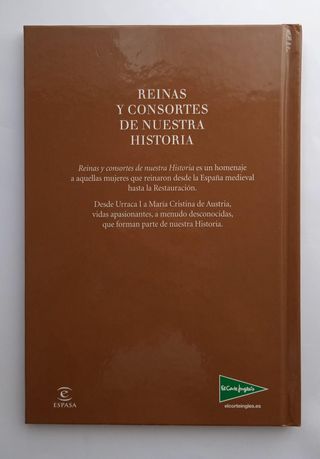 REINAS
Y CONSORTES
DE NUESTRA
HISTORIA
Reinas y consortes de nuestra Historia es un homenaje
a aquellas mujeres que reinaron desde la España medieval
hasta la Restauración.
Desde Urraca I a María Cristina de Austria,
vidas apasionantes, a menudo desconocidas,
que forman parte de nuestra Historia.
ESPASA
El Corte Inglés
elcorteingles.es